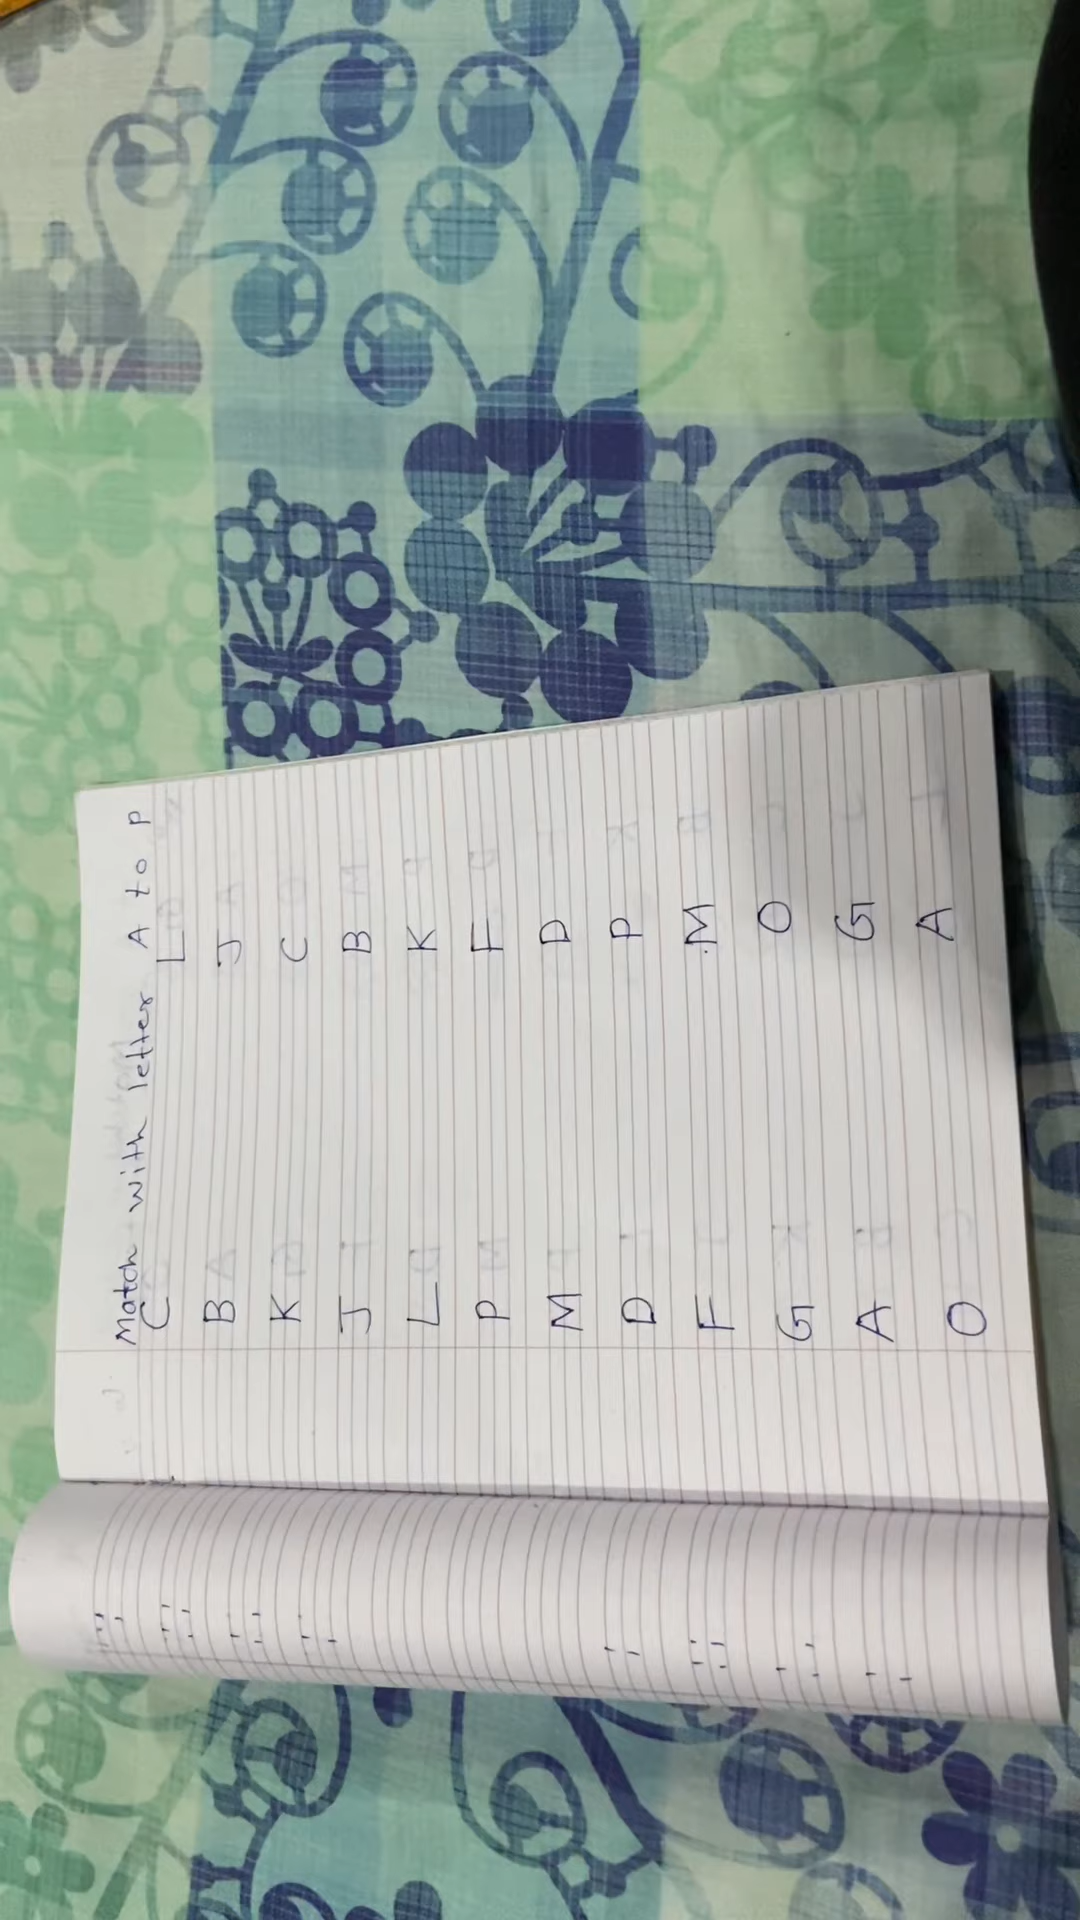 Match with letter A to P
C L
B J
K C
J B
L K
P F
M D
D P
F M
G O
A G
O A